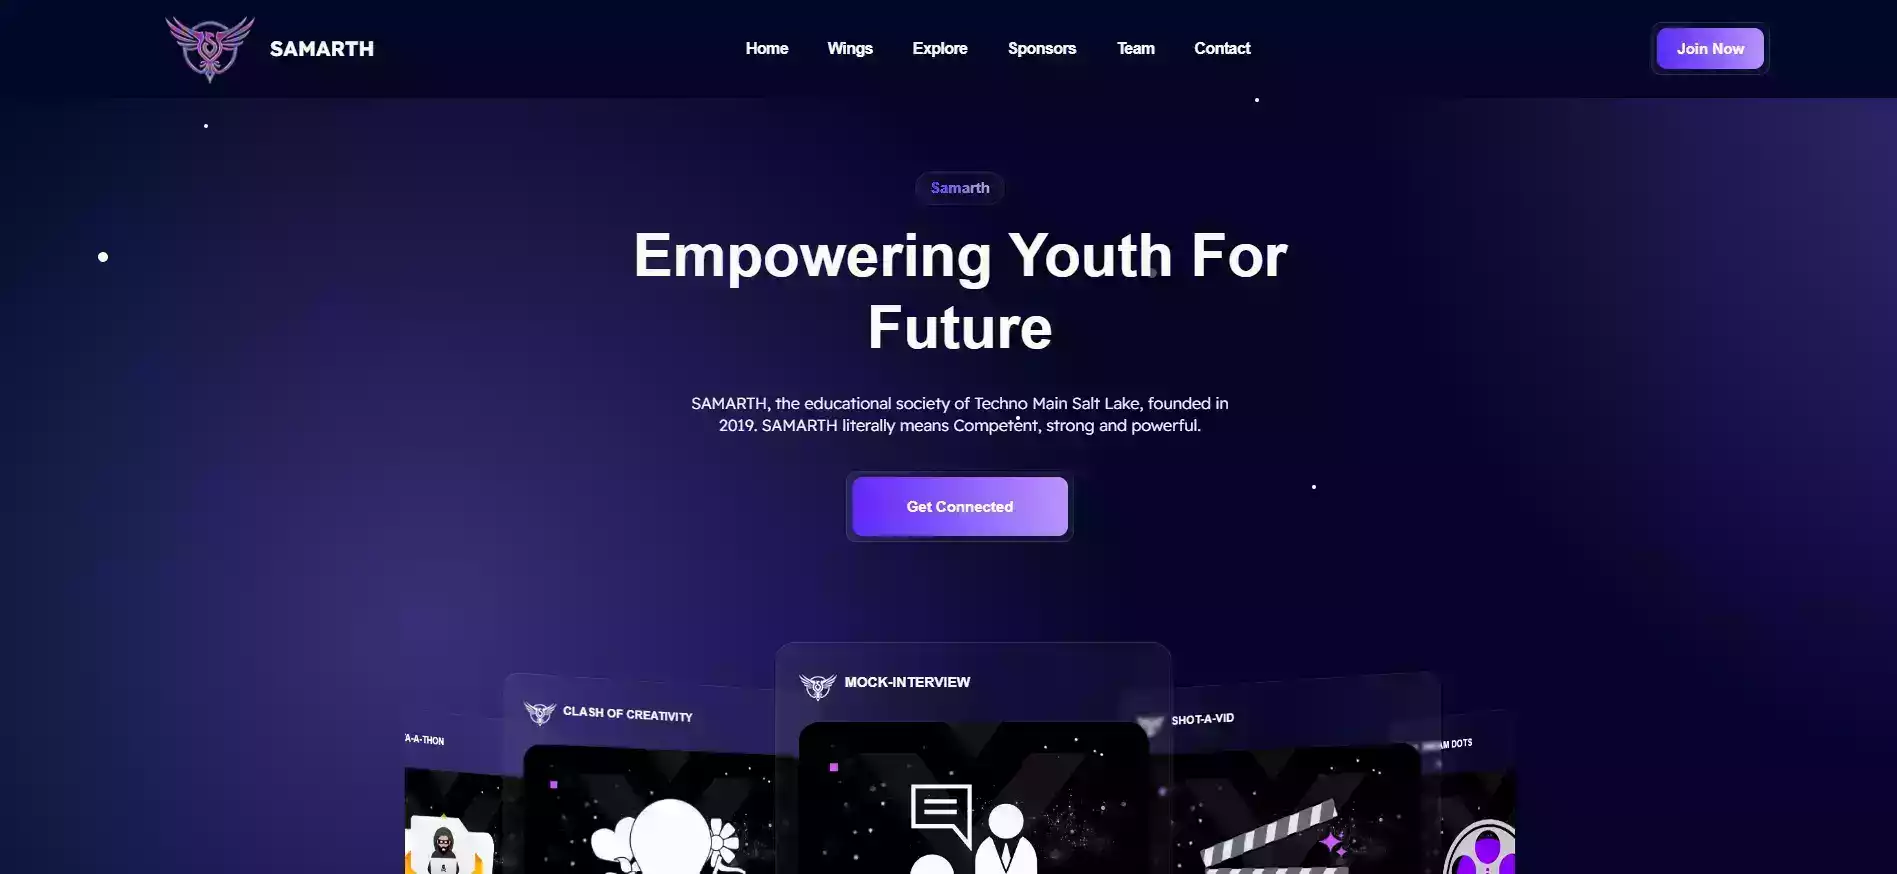 SAMARTH
Home
Wings
Explore
Sponsors
Team
Contact
Join Now
Samarth
Empowering Youth For
Future
SAMARTH, the educational society of Techno Main Salt Lake, founded in
2019. SAMARTH literally means Competent, strong and powerful.
Get Connected
A-A-THON
CLASH OF CREATIVITY
MOCK-INTERVIEW
SHOT-A-VID
AM DOTS